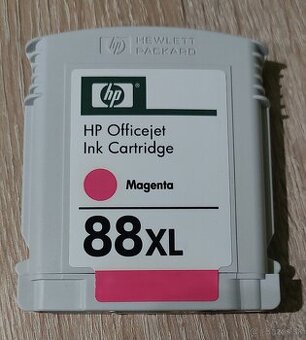 HEWLETT
PACKARD
hp
HP Officejet
Ink Cartridge
Magenta
88XL